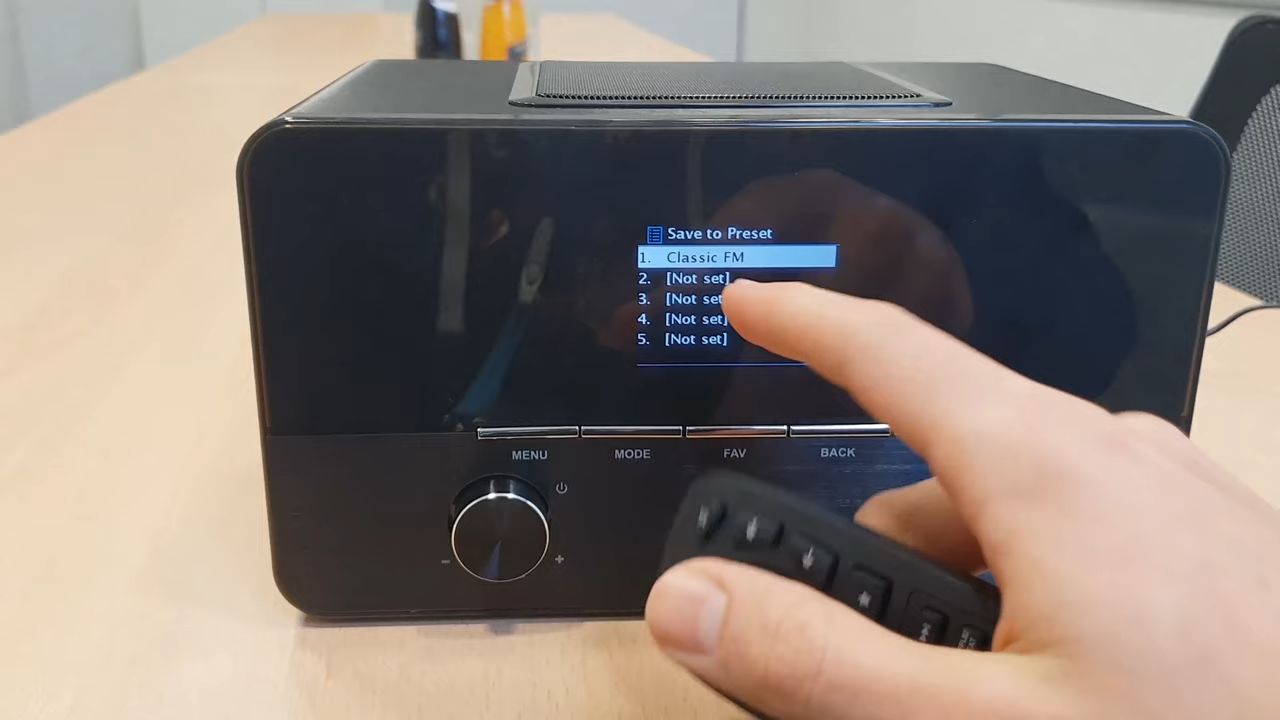 Save to Preset
1. Classic FM
2. [Not set]
3. [Not set
4. [Not set]
5. [Not set]
MENU MODE FAV BACK
- +